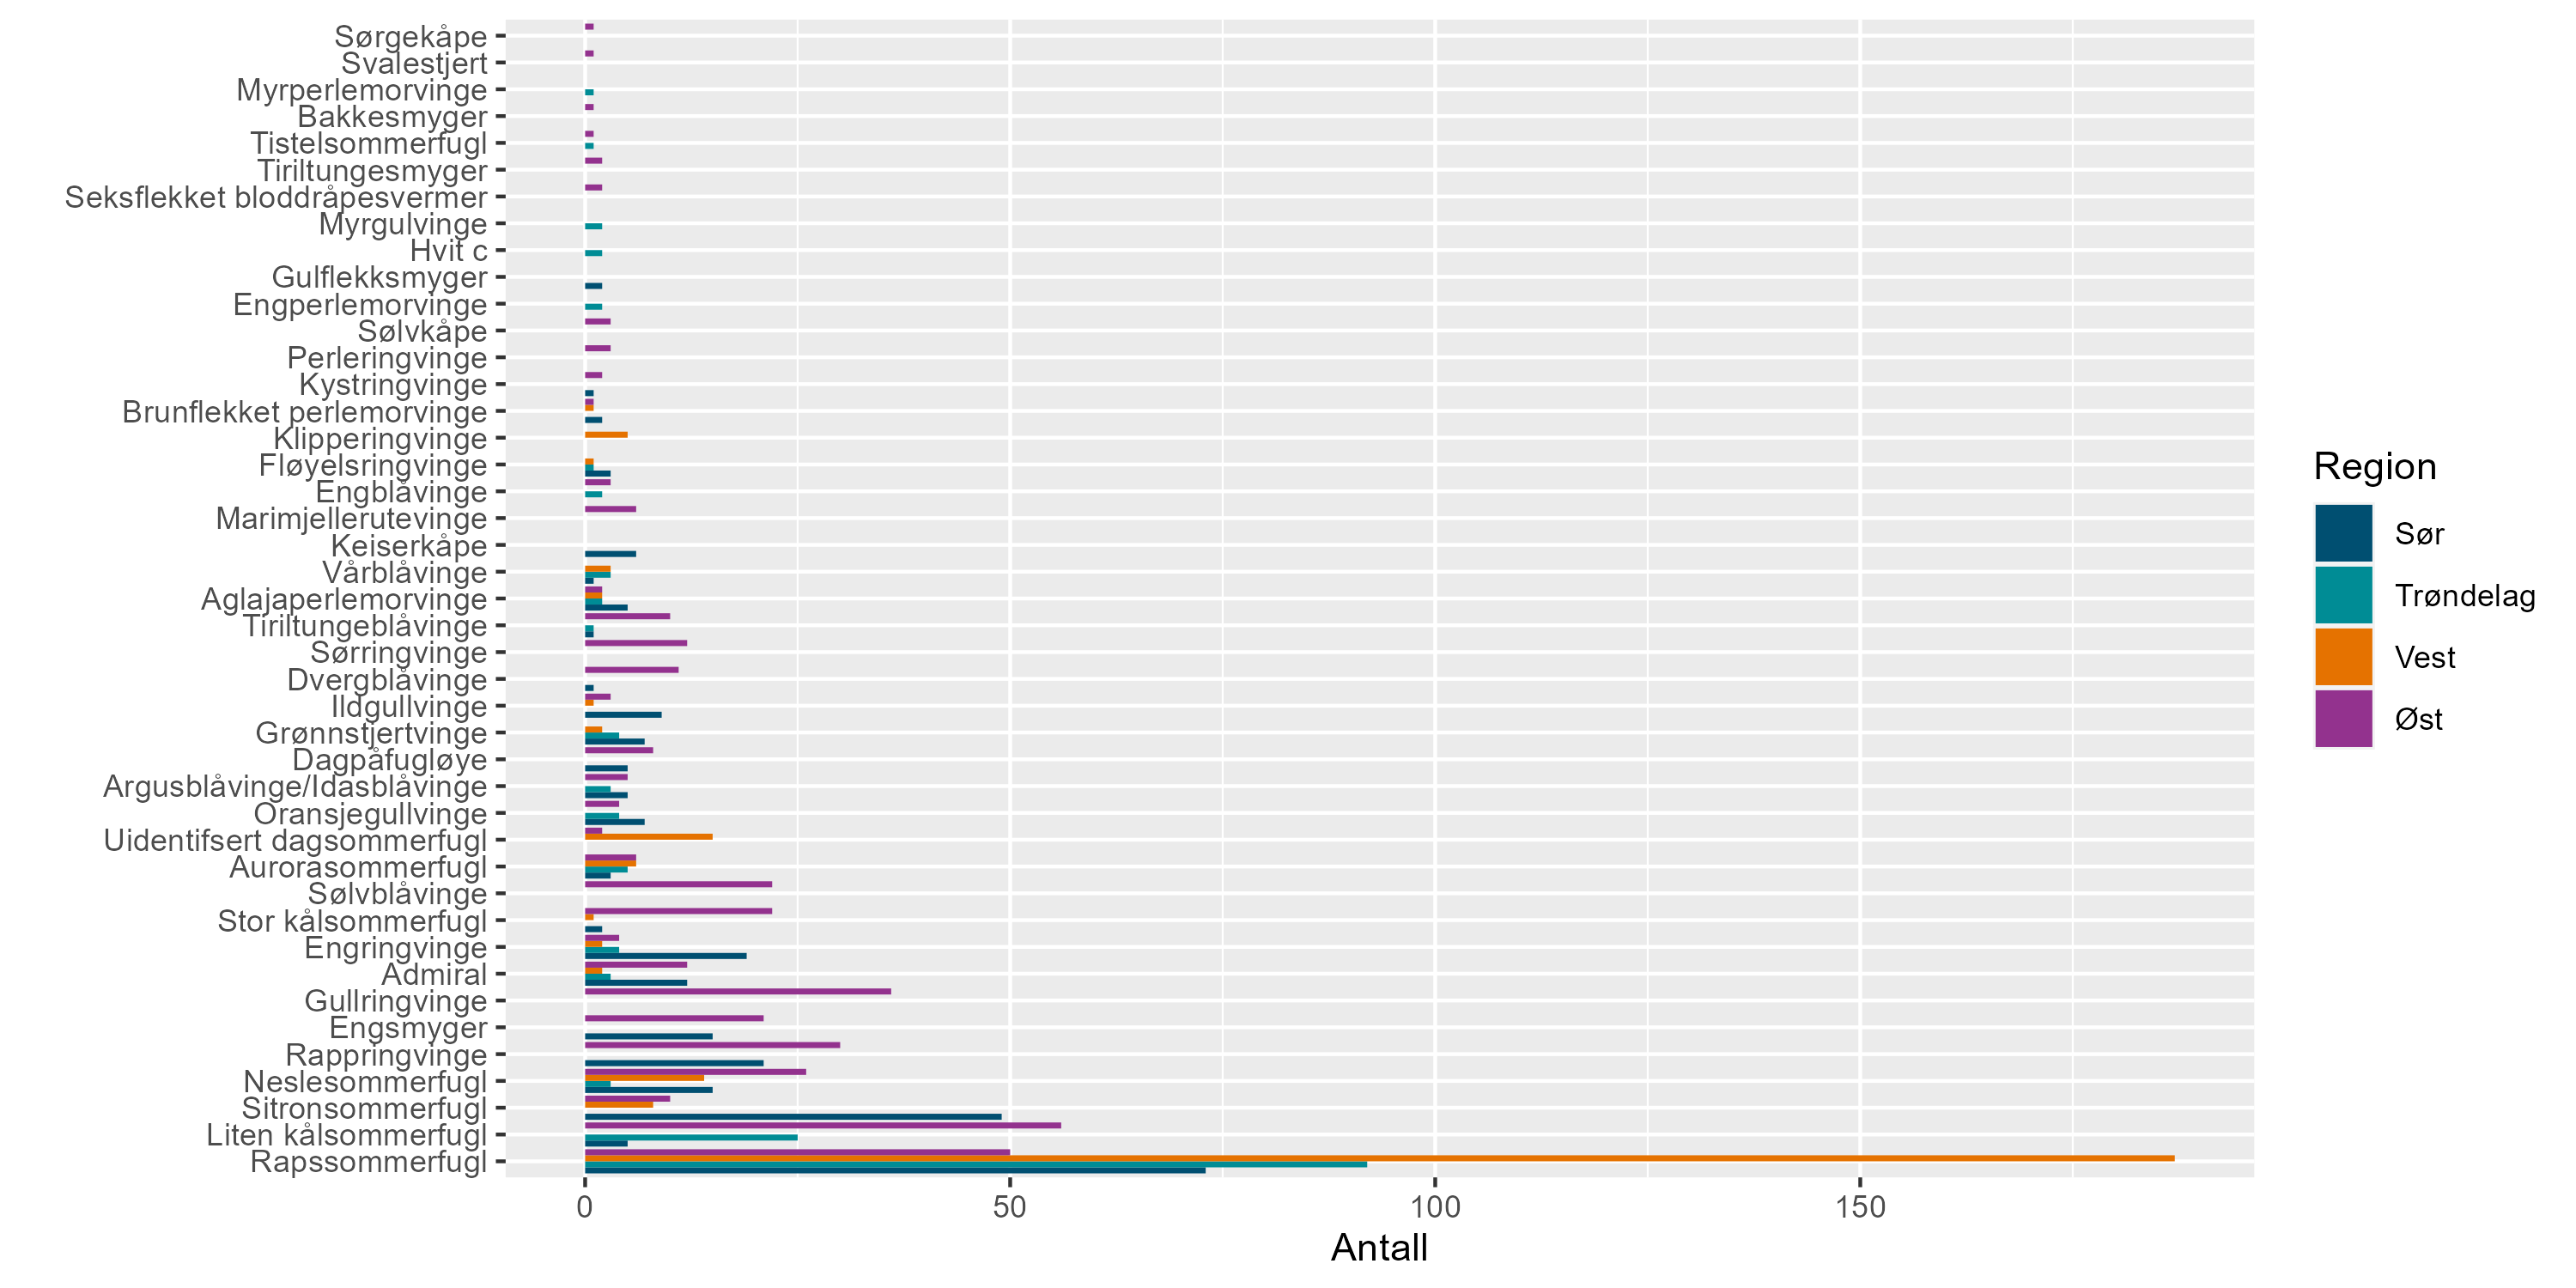 Sørgekåpe
Svalestjert
Myrperlemorvinge
Bakkesmyger
Tistelsommerfugl
Tiriltungesmyger
Seksflekket bloddråpesvermer
Myrgulvinge
Hvit c
Gulflekksmyger
Engperlemorvinge
Sølvkåpe
Perleringvinge
Kystringvinge
Brunflekket perlemorvinge
Klipperingvinge
Fløyelsringvinge
Engblåvinge
Marimjellerutevinge
Keiserkåpe
Vårblåvinge
Aglajaperlemorvinge
Tiriltungeblåvinge
Sørringvinge
Dvergblåvinge
Ildgullvinge
Grønnstjertvinge
Dagpåfugløye
Argusblåvinge/Idasblåvinge
Oransjegullvinge
Uidentifsert dagsommerfugl
Aurorasommerfugl
Sølvblåvinge
Stor kålsommerfugl
Engringvinge
Admiral
Gullringvinge
Engsmyger
Rappringvinge
Neslesommerfugl
Sitronsommerfugl
Liten kålsommerfugl
Rapssommerfugl
0 50 100 150
Antall
Region
Sør
Trøndelag
Vest
Øst